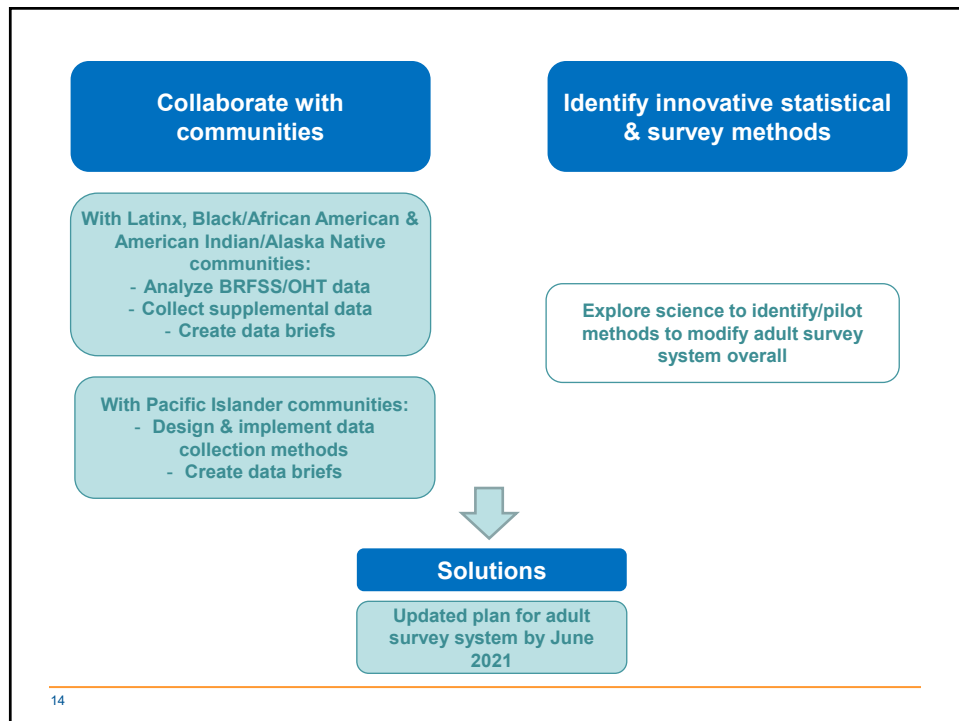 Collaborate with
communities
With Latinx, Black/African American &
American Indian/Alaska Native
communities:
- Analyze BRFSS/OHT data
- Collect supplemental data
- Create data briefs
With Pacific Islander communities:
- Design & implement data
collection methods
- Create data briefs
Identify innovative statistical
& survey methods
Explore science to identify/pilot
methods to modify adult survey
system overall
Solutions
Updated plan for adult
survey system by June
2021
14